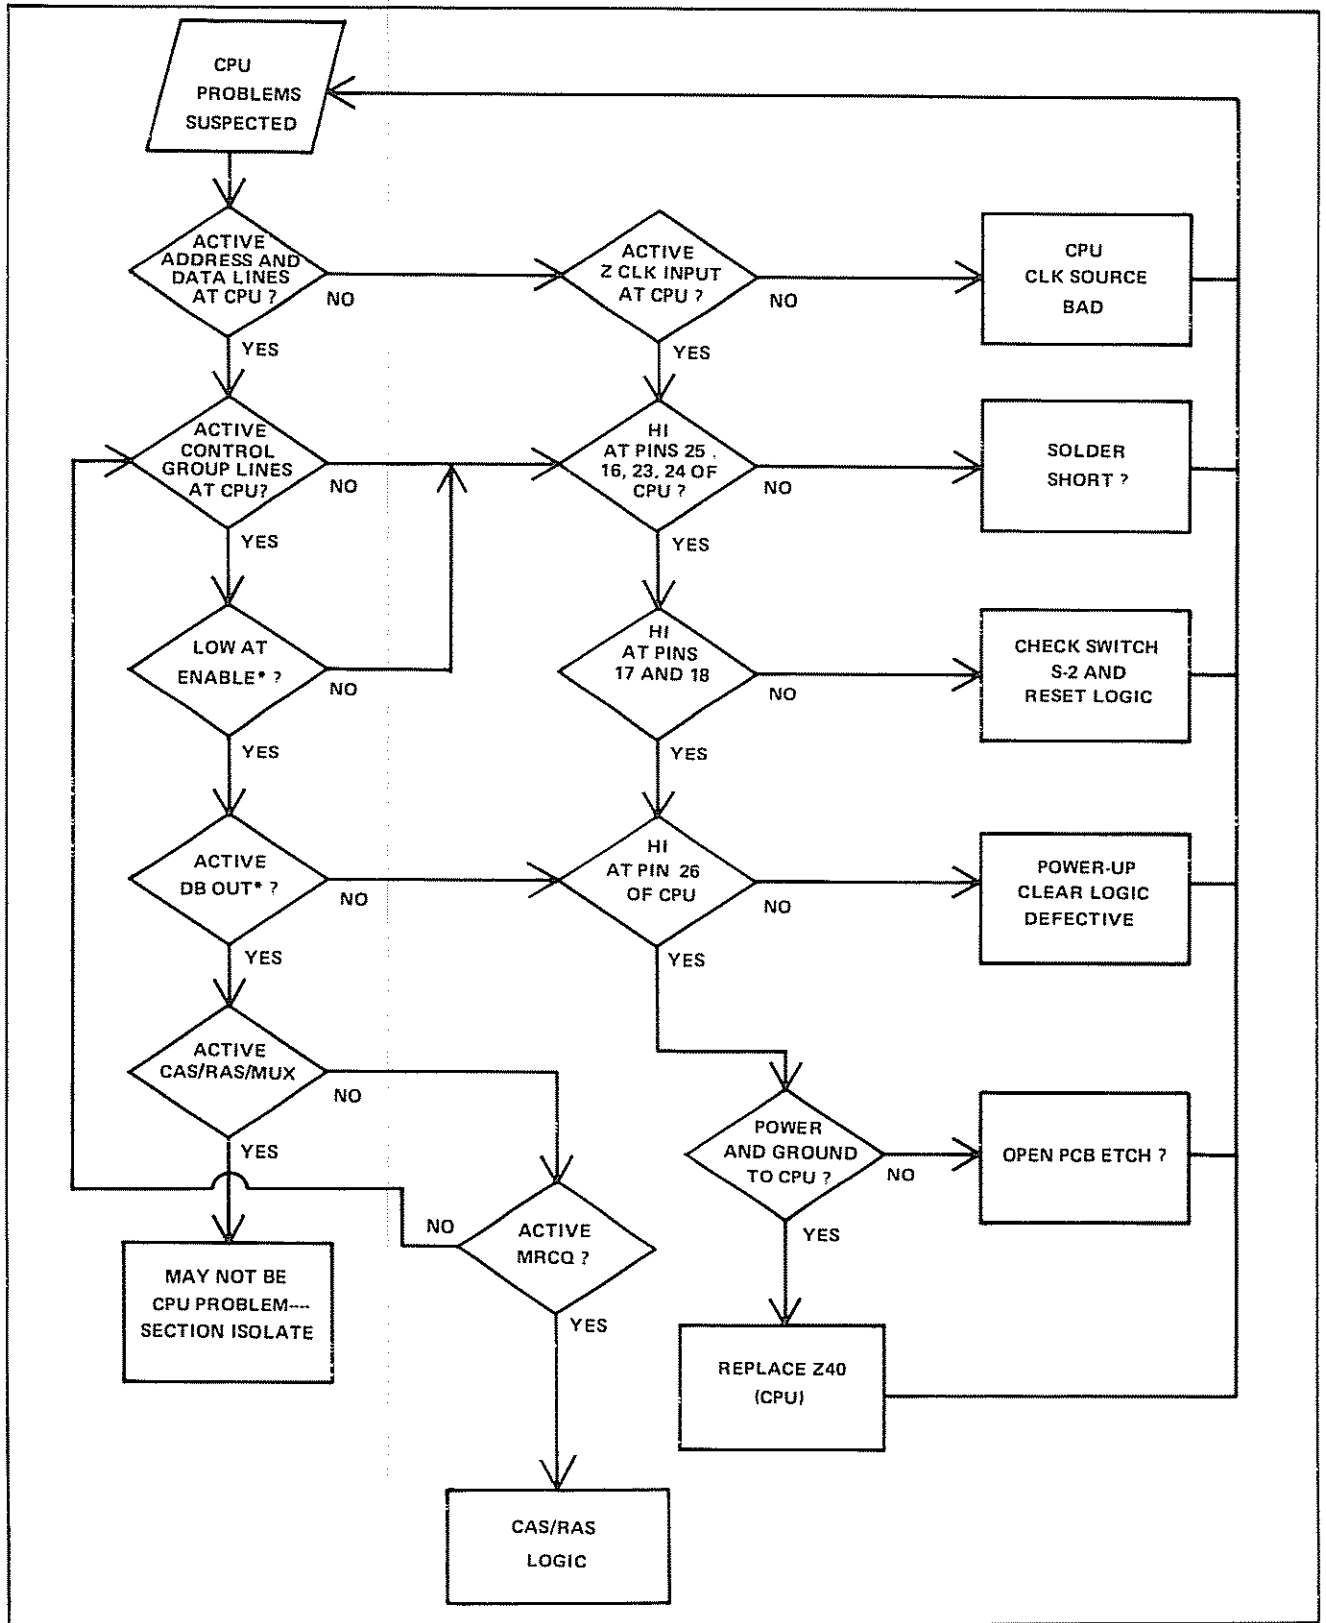 CPU
PROBLEMS
SUSPECTED
ACTIVE
ADDRESS AND
DATA LINES
AT CPU ?
NO
YES
ACTIVE
Z CLK INPUT
AT CPU ?
NO
YES
CPU
CLK SOURCE
BAD
ACTIVE
CONTROL
GROUP LINES
AT CPU?
NO
YES
HI
AT PINS 25 .
16, 23, 24 OF
CPU ?
NO
YES
SOLDER
SHORT ?
LOW AT
ENABLE* ?
NO
YES
HI
AT PINS
17 AND 18
NO
YES
CHECK SWITCH
S-2 AND
RESET LOGIC
ACTIVE
DB OUT* ?
NO
YES
HI
AT PIN 26
OF CPU
NO
YES
POWER-UP
CLEAR LOGIC
DEFECTIVE
ACTIVE
CAS/RAS/MUX
NO
YES
POWER
AND GROUND
TO CPU ?
NO
YES
OPEN PCB ETCH ?
NO
ACTIVE
MRCQ ?
YES
MAY NOT BE
CPU PROBLEM----
SECTION ISOLATE
REPLACE Z40
(CPU)
CAS/RAS
LOGIC